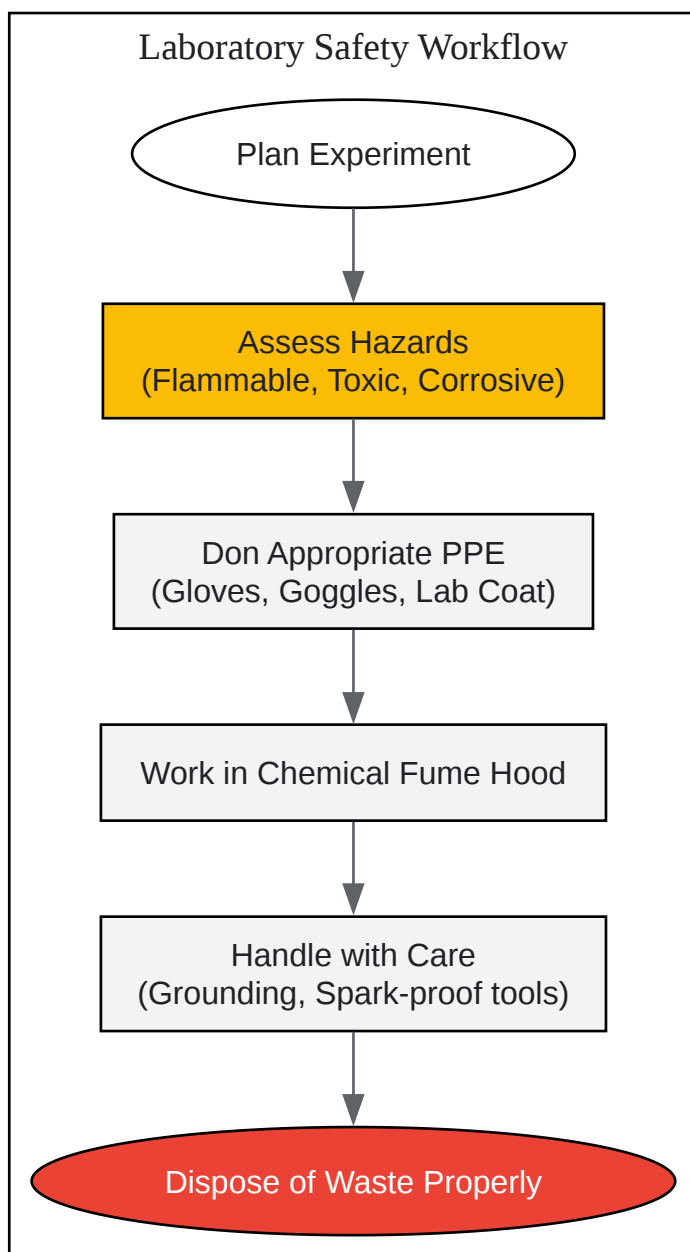 Laboratory Safety Workflow
Plan Experiment
Assess Hazards
(Flammable, Toxic, Corrosive)
Don Appropriate PPE
(Gloves, Goggles, Lab Coat)
Work in Chemical Fume Hood
Handle with Care
(Grounding, Spark-proof tools)
Dispose of Waste Properly